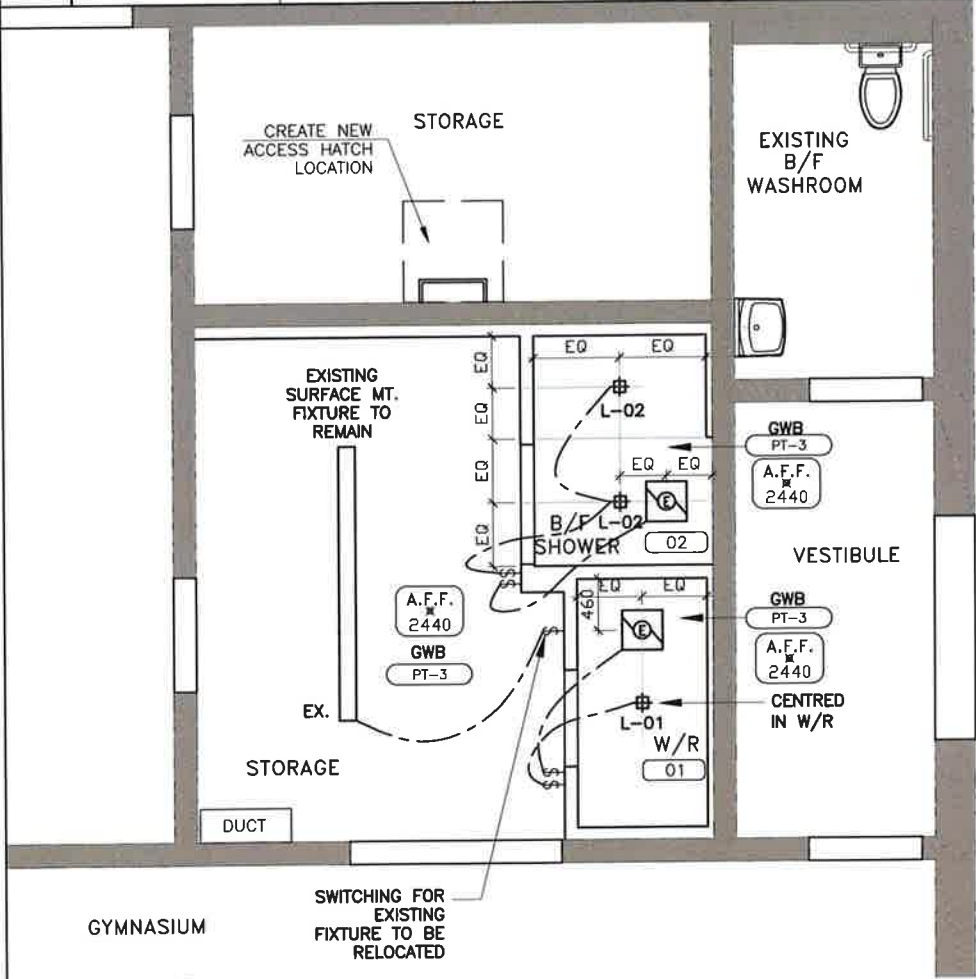 STORAGE
CREATE NEW
ACCESS HATCH
LOCATION
EXISTING
B/F
WASHROOM
EXISTING
SURFACE MT.
FIXTURE TO
REMAIN
EQ
EQ
EQ
EQ
EQ
EQ
L-02
EQ
EQ
L-02
E
B/F
SHOWER
02
GWB
PT-3
A.F.F.
2440
VESTIBULE
S
S
A.F.F.
2440
GWB
PT-3
EQ
EQ
460
E
S
GWB
PT-3
A.F.F.
2440
CENTRED
IN W/R
L-01
W/R
01
S
S
EX.
STORAGE
DUCT
SWITCHING FOR
EXISTING
FIXTURE TO BE
RELOCATED
GYMNASIUM